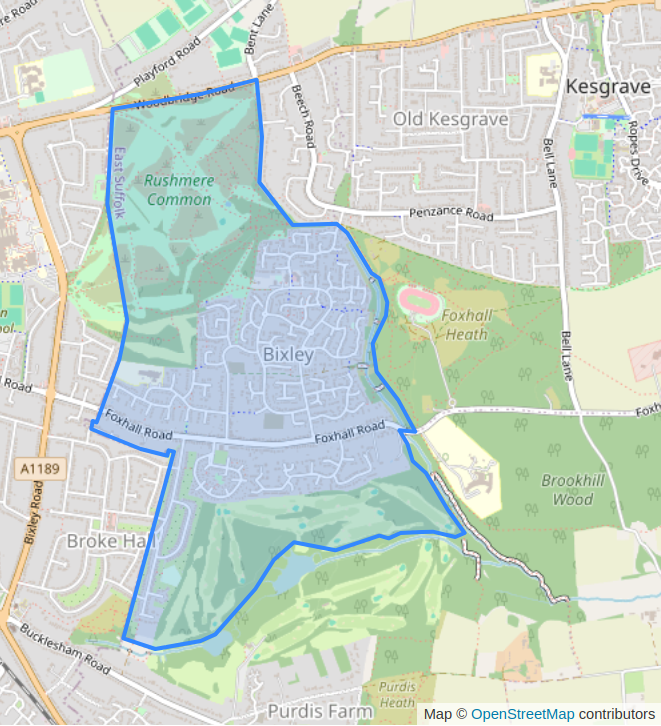 Playford Road
Bent Lane
Woodbridge Road
Beech Road
Old Kesgrave
Kesgrave
Ropes Drive
Bell Lane
East Suffolk
Rushmere
Common
Penzance Road
Foxhall
Heath
Bixley
Bell Lane
Road
Foxhall Road
Foxhall Road
A1189
Bixley Road
Brookhill
Wood
Broke Hall
Bucklesham Road
Purdis
Heath
Purdis Farm
Map © OpenStreetMap contributors